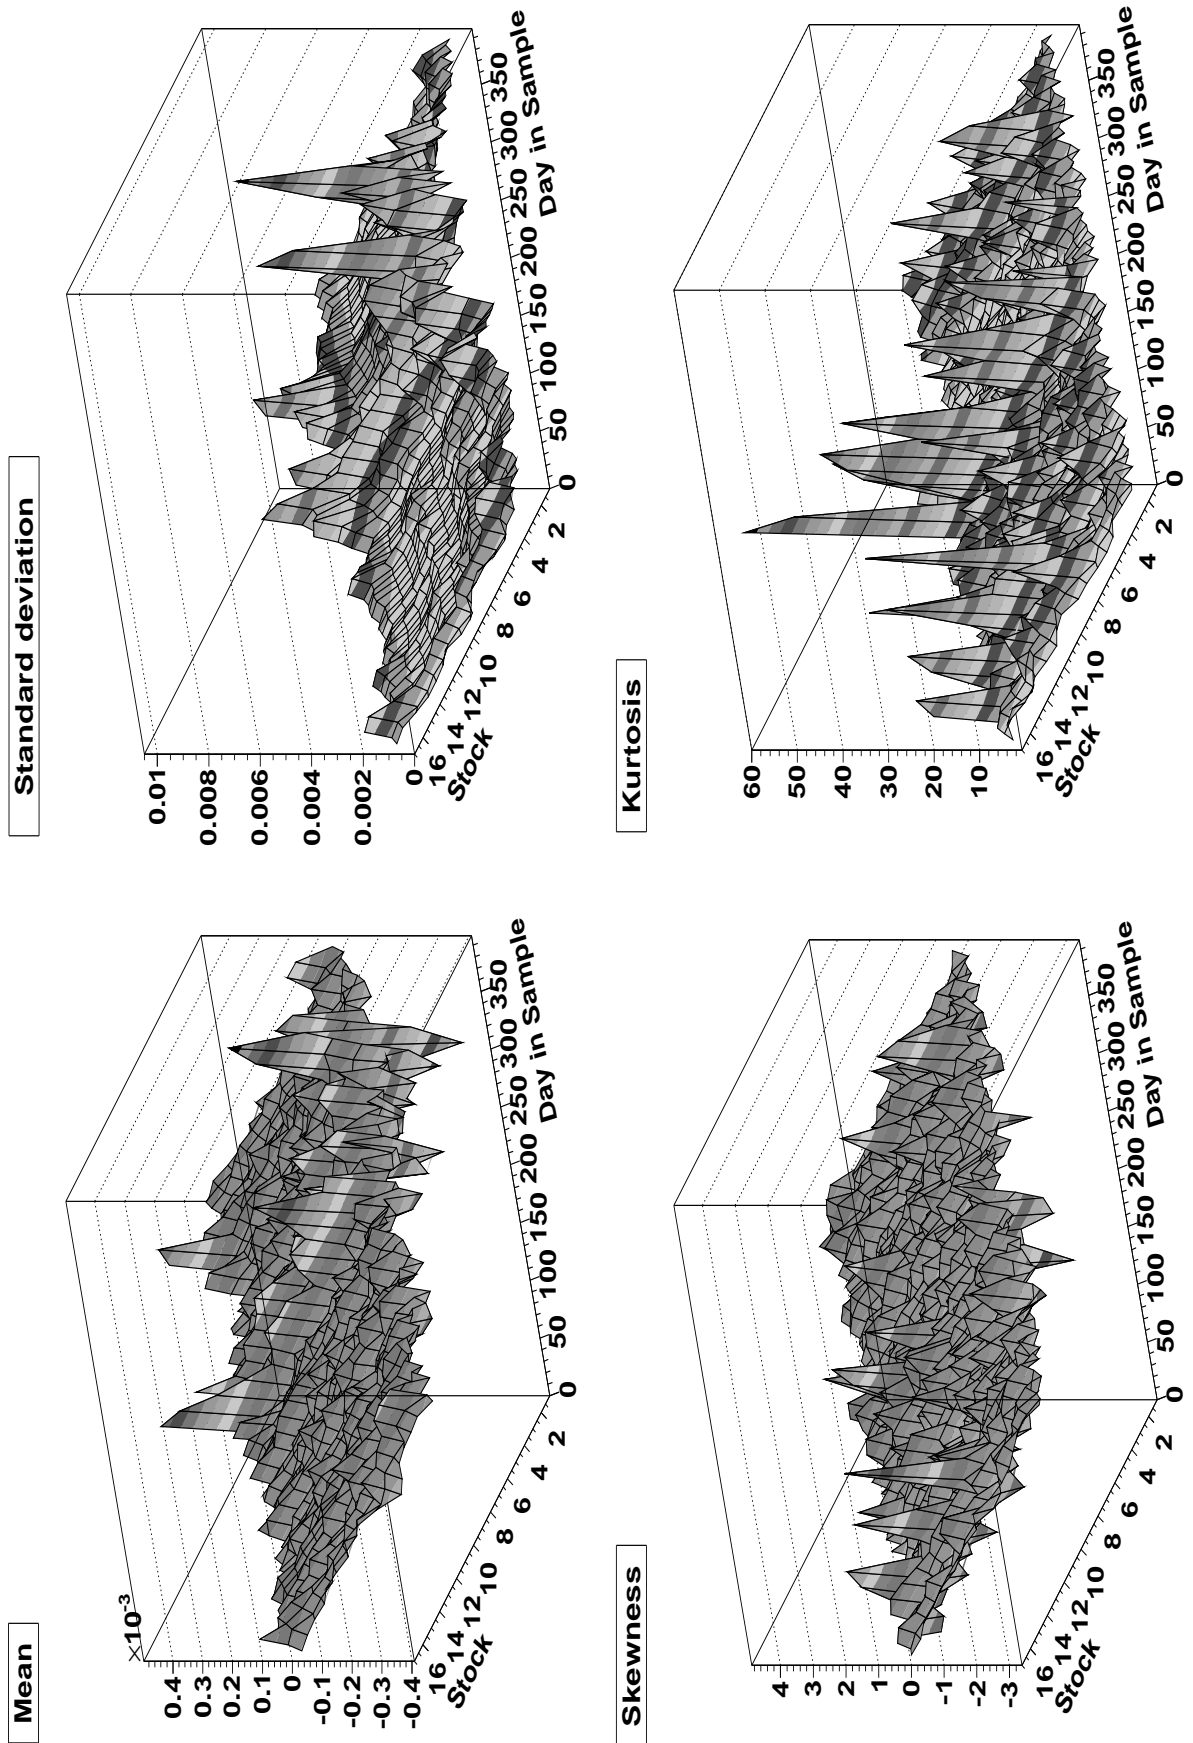 Mean
×10⁻³
0.4
0.3
0.2
0.1
0
-0.1
-0.2
-0.3
-0.4
16 14 12 10 8 6 4 2
Stock
0 50 100 150 200 250 300 350
Day in Sample
Standard deviation
0.01
0.008
0.006
0.004
0.002
0
16 14 12 10 8 6 4 2
Stock
0 50 100 150 200 250 300 350
Day in Sample
Skewness
4
3
2
1
0
-1
-2
-3
16 14 12 10 8 6 4 2
Stock
0 50 100 150 200 250 300 350
Day in Sample
Kurtosis
60
50
40
30
20
10
16 14 12 10 8 6 4 2
Stock
0 50 100 150 200 250 300 350
Day in Sample